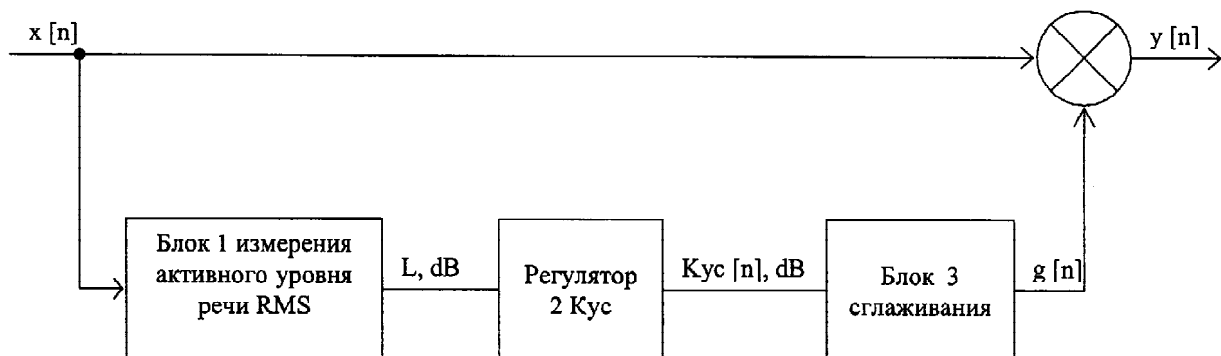 x [n]
y [n]
Блок 1 измерения
активного уровня
речи RMS
L, dB
Регулятор
2 Кус
Кус [n], dB
Блок 3
сглаживания
g [n]